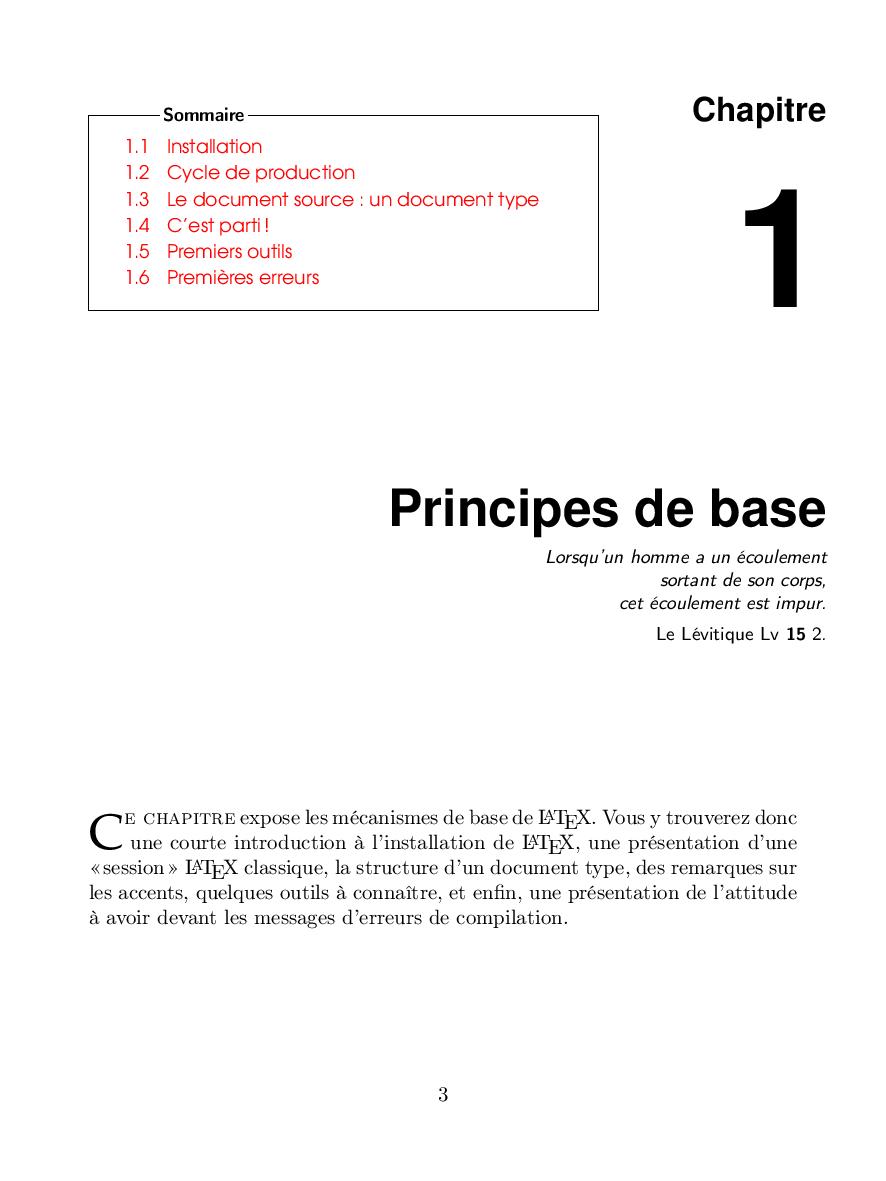 Sommaire
1.1 Installation
1.2 Cycle de production
1.3 Le document source : un document type
1.4 C'est parti !
1.5 Premiers outils
1.6 Premières erreurs
Chapitre
1
Principes de base
Lorsqu'un homme a un écoulement
sortant de son corps,
cet écoulement est impur.
Le Lévitique Lv 15 2.
CE CHAPITRE expose les mécanismes de base de LATEX. Vous y trouverez donc
une courte introduction à l'installation de LATEX, une présentation d'une
« session » LATEX classique, la structure d'un document type, des remarques sur
les accents, quelques outils à connaître, et enfin, une présentation de l'attitude
à avoir devant les messages d'erreurs de compilation.
3